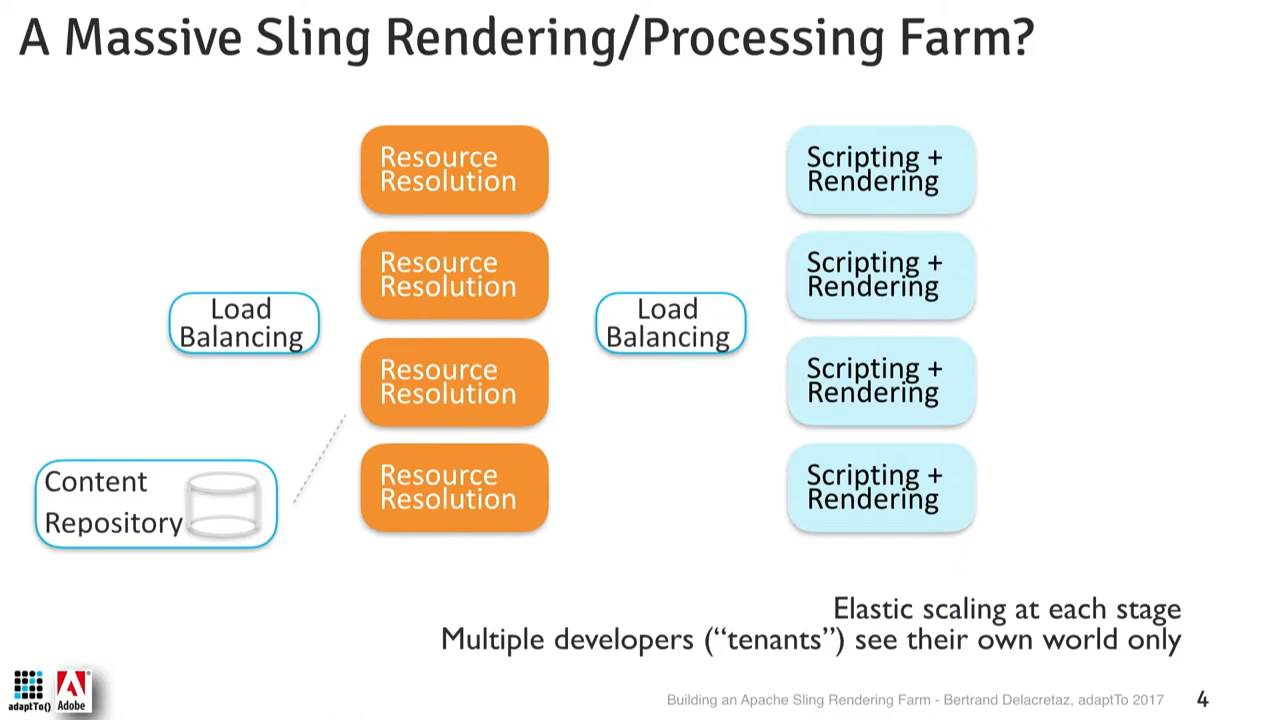 A Massive Sling Rendering/Processing Farm?
Resource
Resolution
Scripting +
Rendering
Resource
Resolution
Scripting +
Rendering
Load
Balancing
Load
Balancing
Resource
Resolution
Scripting +
Rendering
Content
Repository
Resource
Resolution
Scripting +
Rendering
Elastic scaling at each stage
Multiple developers (“tenants”) see their own world only
adaptTo()
Adobe
Building an Apache Sling Rendering Farm - Bertrand Delacretaz, adaptTo 2017
4